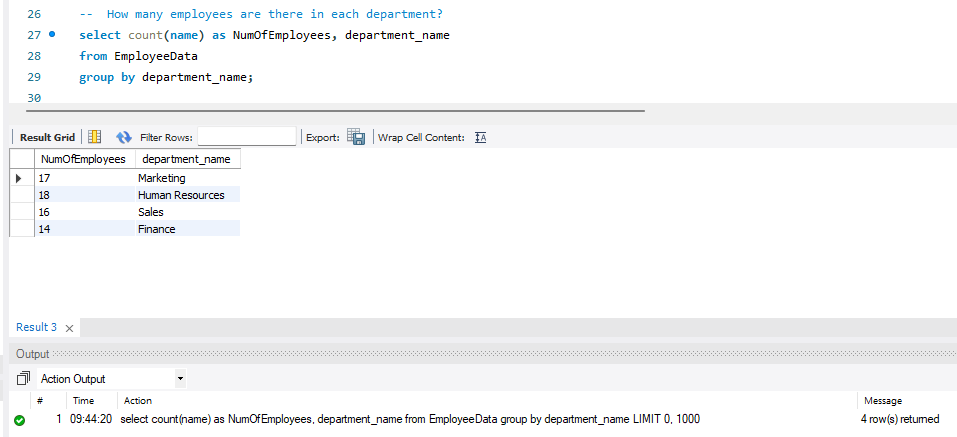 26 -- How many employees are there in each department?
27 select count(name) as NumOfEmployees, department_name
28 from EmployeeData
29 group by department_name;
30
Result Grid Filter Rows: Export: Wrap Cell Content:
NumOfEmployees department_name
17 Marketing
18 Human Resources
16 Sales
14 Finance
Result 3
Output
Action Output
# Time Action Message
1 09:44:20 select count(name) as NumOfEmployees, department_name from EmployeeData group by department_name LIMIT 0, 1000 4 row(s) returned